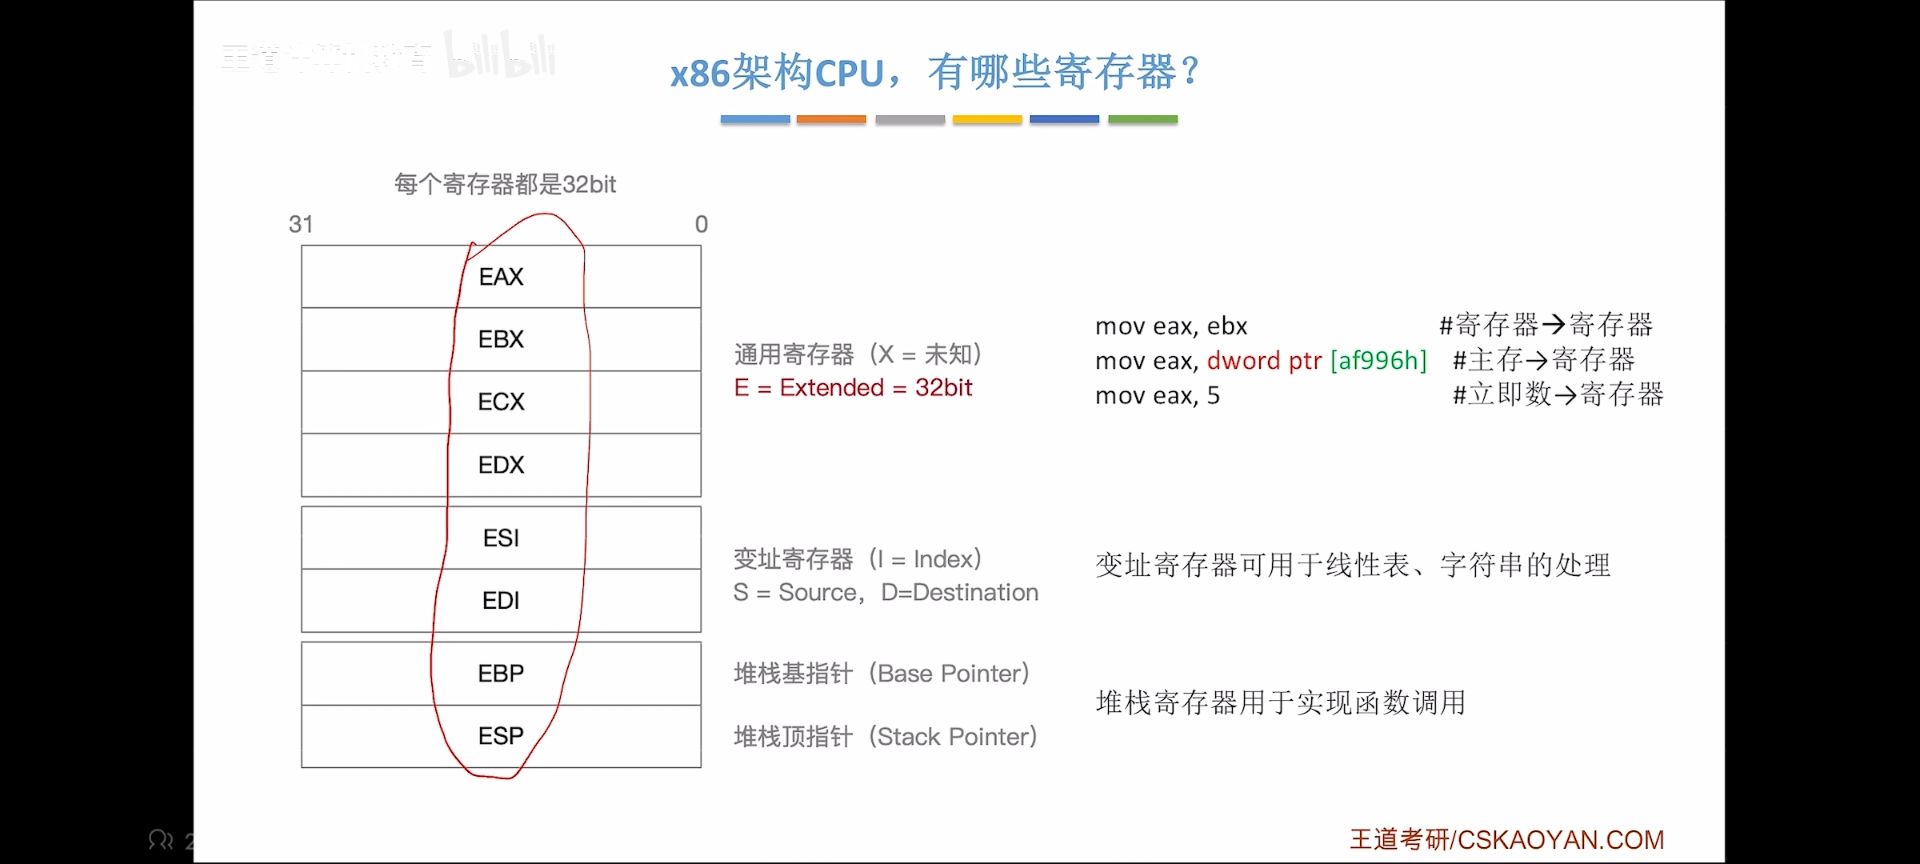 bilibili
x86架构CPU，有哪些寄存器？
每个寄存器都是32bit
31 0
EAX
EBX
ECX
EDX
ESI
EDI
EBP
ESP
通用寄存器（X = 未知）
E = Extended = 32bit
mov eax, ebx #寄存器→寄存器
mov eax, dword ptr [af996h] #主存→寄存器
mov eax, 5 #立即数→寄存器
变址寄存器（I = Index）
S = Source，D=Destination
变址寄存器可用于线性表、字符串的处理
堆栈基指针（Base Pointer）
堆栈顶指针（Stack Pointer）
堆栈寄存器用于实现函数调用
王道考研/CSKAOYAN.COM